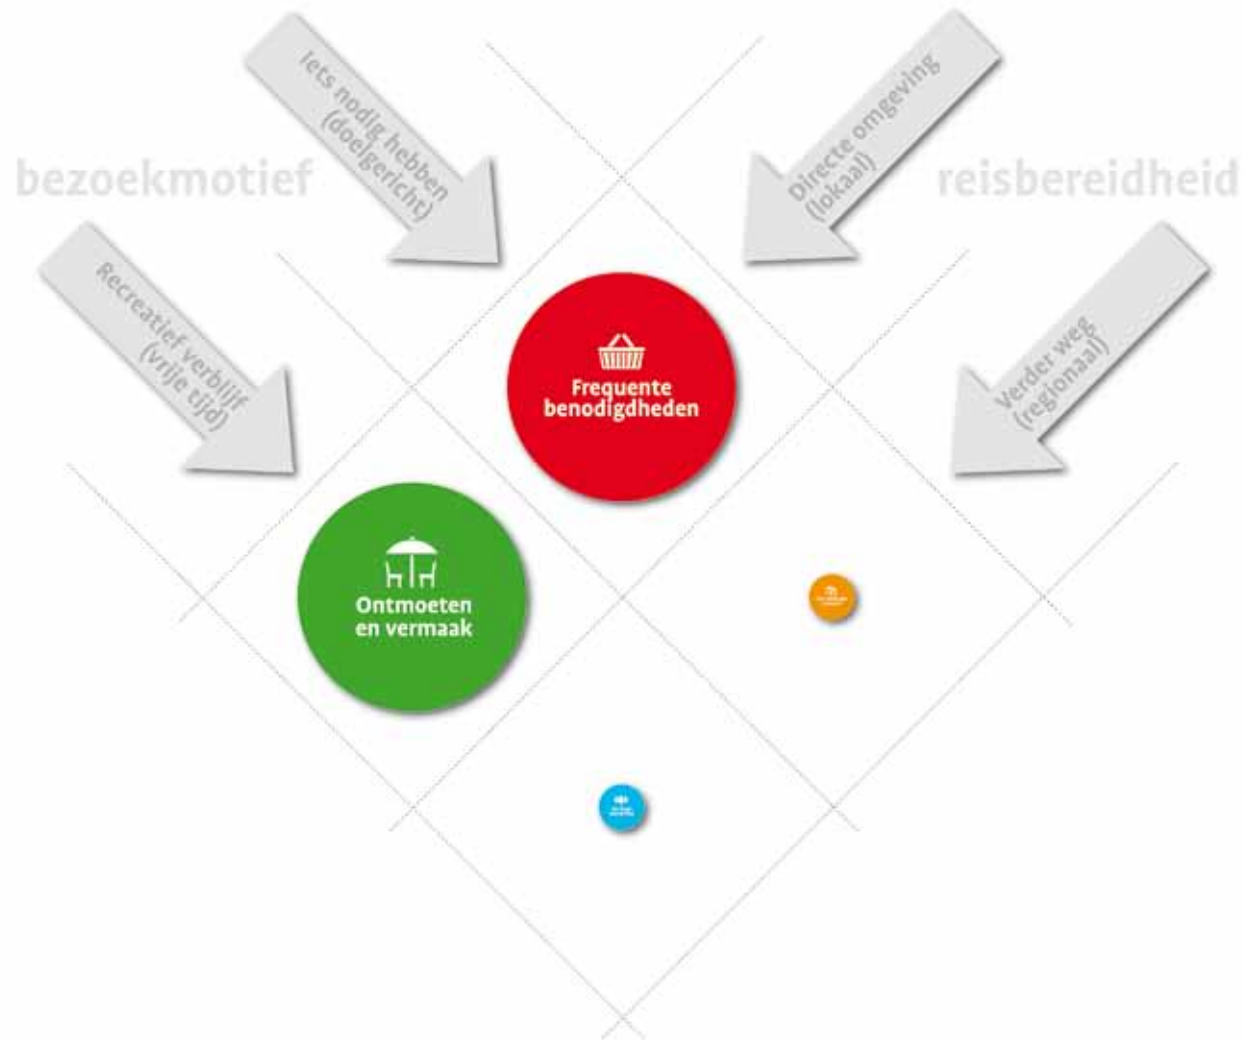 Iets nodig hebben
(doelgericht)
Directe omgeving
(lokaal)
bezoekmotief
reisbereidheid
Recreatief verblijf
(vrije tijd)
Verder weg
(regionaal)
Frequente
benodigdheden
Ontmoeten
en vermaak